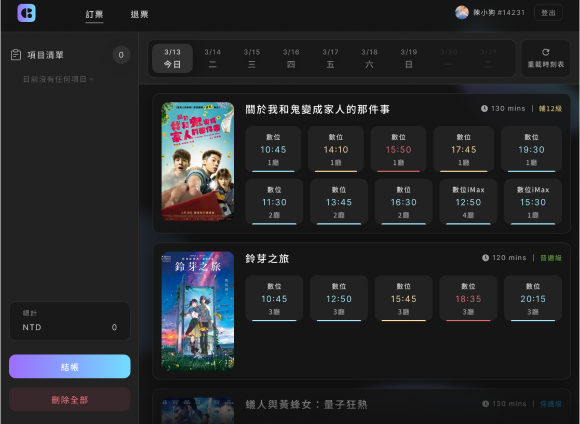 訂票
退票
陳小狗 #14231
登出
項目清單
0
目前沒有任何項目。
3/13
今日
3/14
二
3/15
三
3/16
四
3/17
五
3/18
六
3/19
日
3/20
一
3/21
二
重載時刻表
關於我和鬼變成家人的那件事
130 mins | 輔12級
數位
10:45
1廳
數位
14:10
1廳
數位
15:50
1廳
數位
17:45
1廳
數位
19:30
1廳
數位
11:30
2廳
數位
13:45
2廳
數位
16:30
2廳
數位iMax
12:50
4廳
數位iMax
15:30
1廳
鈴芽之旅
鈴芽之旅
120 mins | 普遍級
數位
10:45
3廳
數位
12:50
3廳
數位
15:45
3廳
數位
18:35
3廳
數位
20:15
3廳
總計
NTD
0
結帳
刪除全部
蟻人與黃蜂女：量子狂熱
130 mins | 保護級